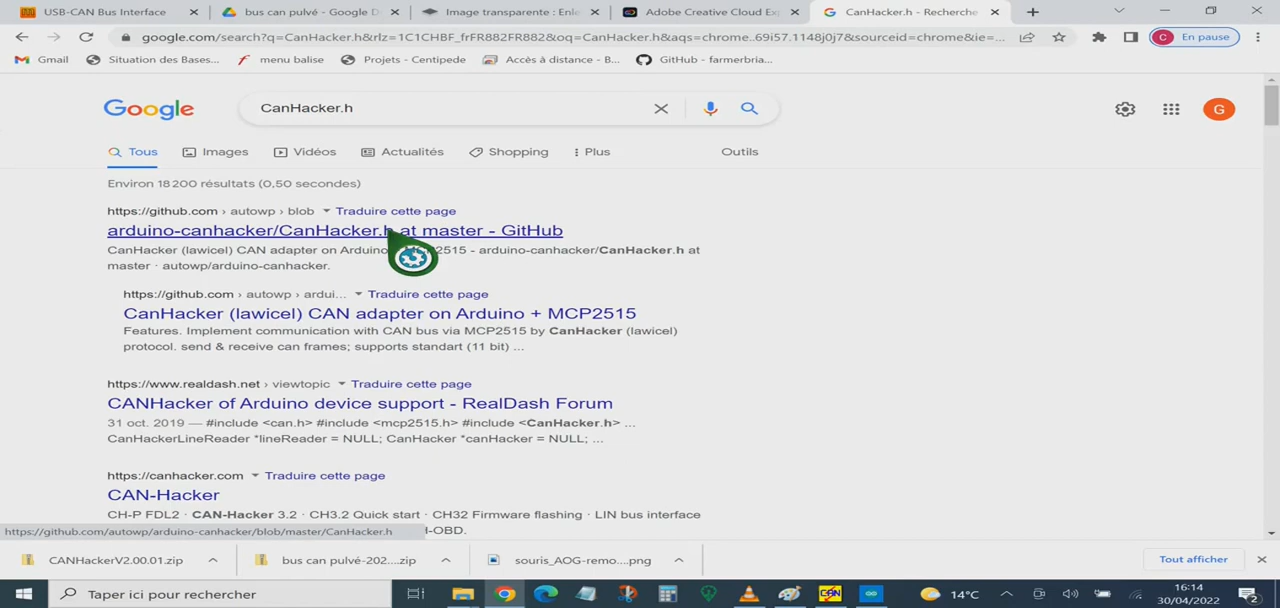 USB-CAN Bus Interface
bus can pulvé - Google D
Image transparente : Enle
Adobe Creative Cloud Exp
CanHacker.h - Recherche
google.com/search?q=CanHacker.h&rlz=1C1CHBF_frFR882FR882&oq=CanHacker.h&aqs=chrome..69i57.1148j0j7&sourceid=chrome&ie=...
C
En pause
Gmail
Situation des Bases...
menu balise
Projets - Centipede
Accès à distance - B...
GitHub - farmerbria...
Google
CanHacker.h
G
Tous
Images
Vidéos
Actualités
Shopping
Plus
Outils
Environ 18 200 résultats (0,50 secondes)
https://github.com › autowp › blob
Traduire cette page
arduino-canhacker/CanHacker.h at master - GitHub
CanHacker (lawicel) CAN adapter on Arduino MCP2515 - arduino-canhacker/CanHacker.h at
master · autowp/arduino-canhacker.
https://github.com › autowp › ardui...
Traduire cette page
CanHacker (lawicel) CAN adapter on Arduino + MCP2515
Features. Implement communication with CAN bus via MCP2515 by CanHacker (lawicel)
protocol. send & receive can frames; supports standart (11 bit) ...
https://www.realdash.net › viewtopic
Traduire cette page
CANHacker of Arduino device support - RealDash Forum
31 oct. 2019 — #include <can.h> #include <mcp2515.h> #include <CanHacker.h> ...
CanHackerLineReader *lineReader = NULL; CanHacker *canHacker = NULL; ...
https://canhacker.com
Traduire cette page
CAN-Hacker
CH-P FDL2 · CAN-Hacker 3.2 · CH3.2 Quick start · CH32 Firmware flashing · LIN bus interface
https://github.com/autowp/arduino-canhacker/blob/master/CanHacker.h
-OBD.
CANHackerV2.00.01.zip
bus can pulvé-202....zip
souris_AOG-remo...png
Tout afficher
Taper ici pour rechercher
CAN
14°C
16:14
30/04/2022
2